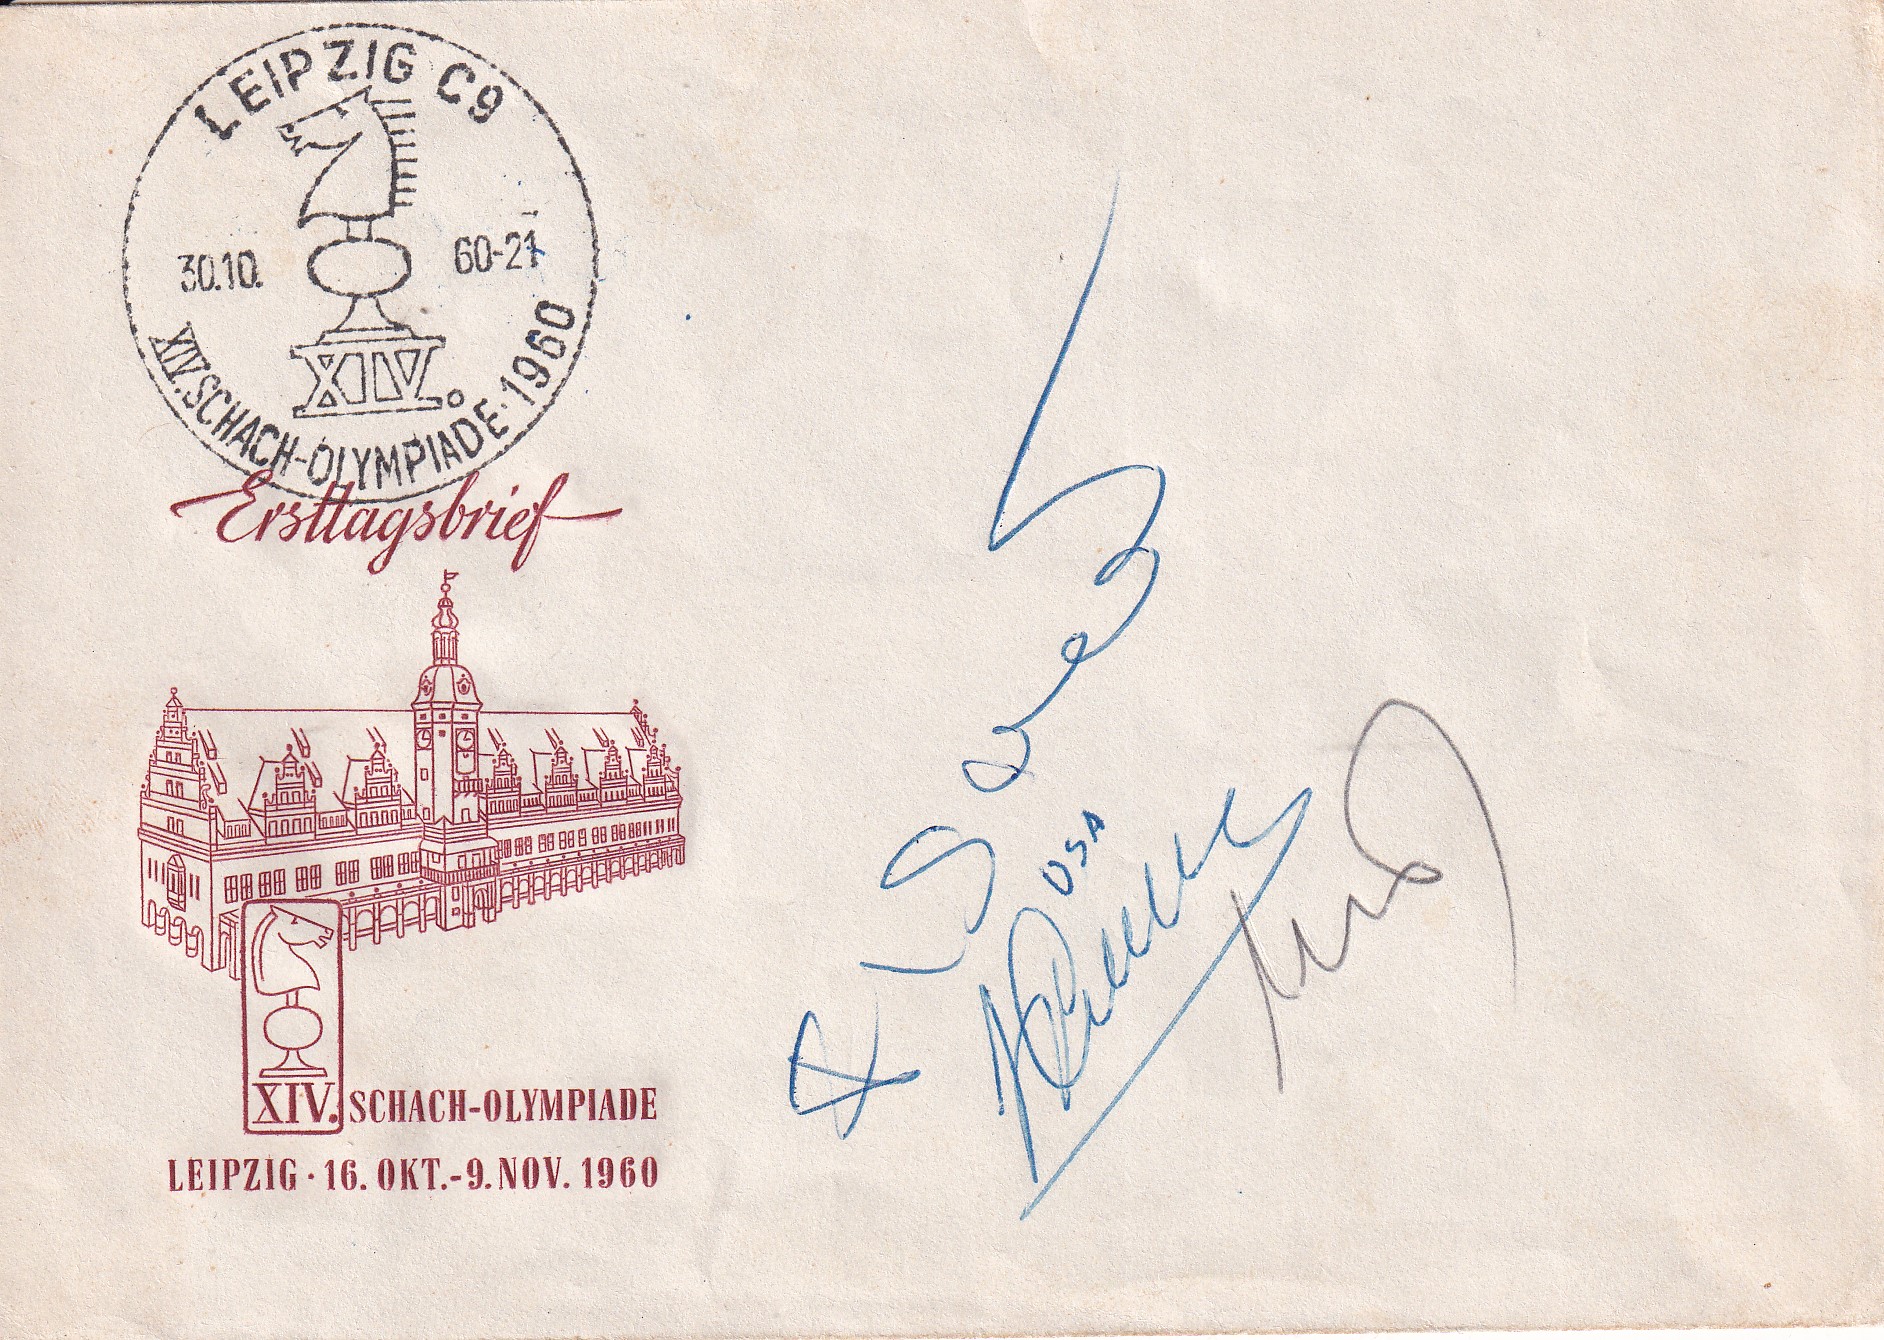 LEIPZIG C9
30.10. 60-21
XIV.
XIV. SCHACH-OLYMPIADE · 1960
Ersttagsbrief
XIV. SCHACH-OLYMPIADE
LEIPZIG · 16. OKT.-9. NOV. 1960
USA